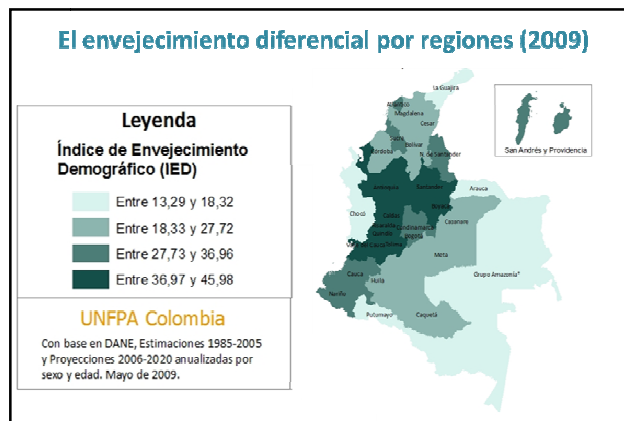 El envejecimiento diferencial por regiones (2009)
Leyenda
Índice de Envejecimiento
Demográfico (IED)
Entre 13,29 y 18,32
Entre 18,33 y 27,72
Entre 27,73 y 36,96
Entre 36,97 y 45,98
UNFPA Colombia
Con base en DANE, Estimaciones 1985-2005
y Proyecciones 2006-2020 anualizadas por
sexo y edad. Mayo de 2009.
La Guajira
Atlántico
Magdalena
Cesar
Sucre
Bolívar
Córdoba
N. de Santander
Antioquia
Santander
Arauca
Boyacá
Chocó
Caldas
Casanare
Cundinamarca
Quindío
Bogotá
Tolima
Meta
Grupo Amazonía*
Cauca
Huila
Nariño
Putumayo
Caquetá
San Andrés y Providencia